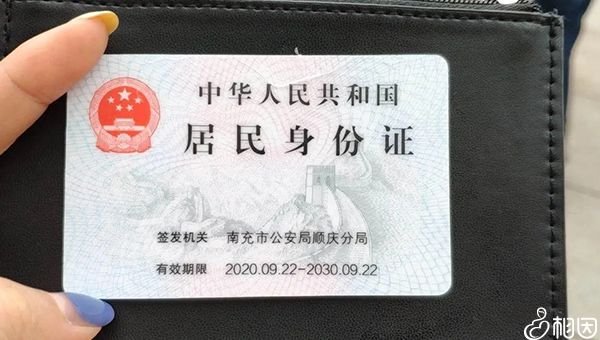 中华人民共和国
居民身份证
签发机关 南充市公安局顺庆分局
有效期限 2020.09.22-2030.09.22
相因